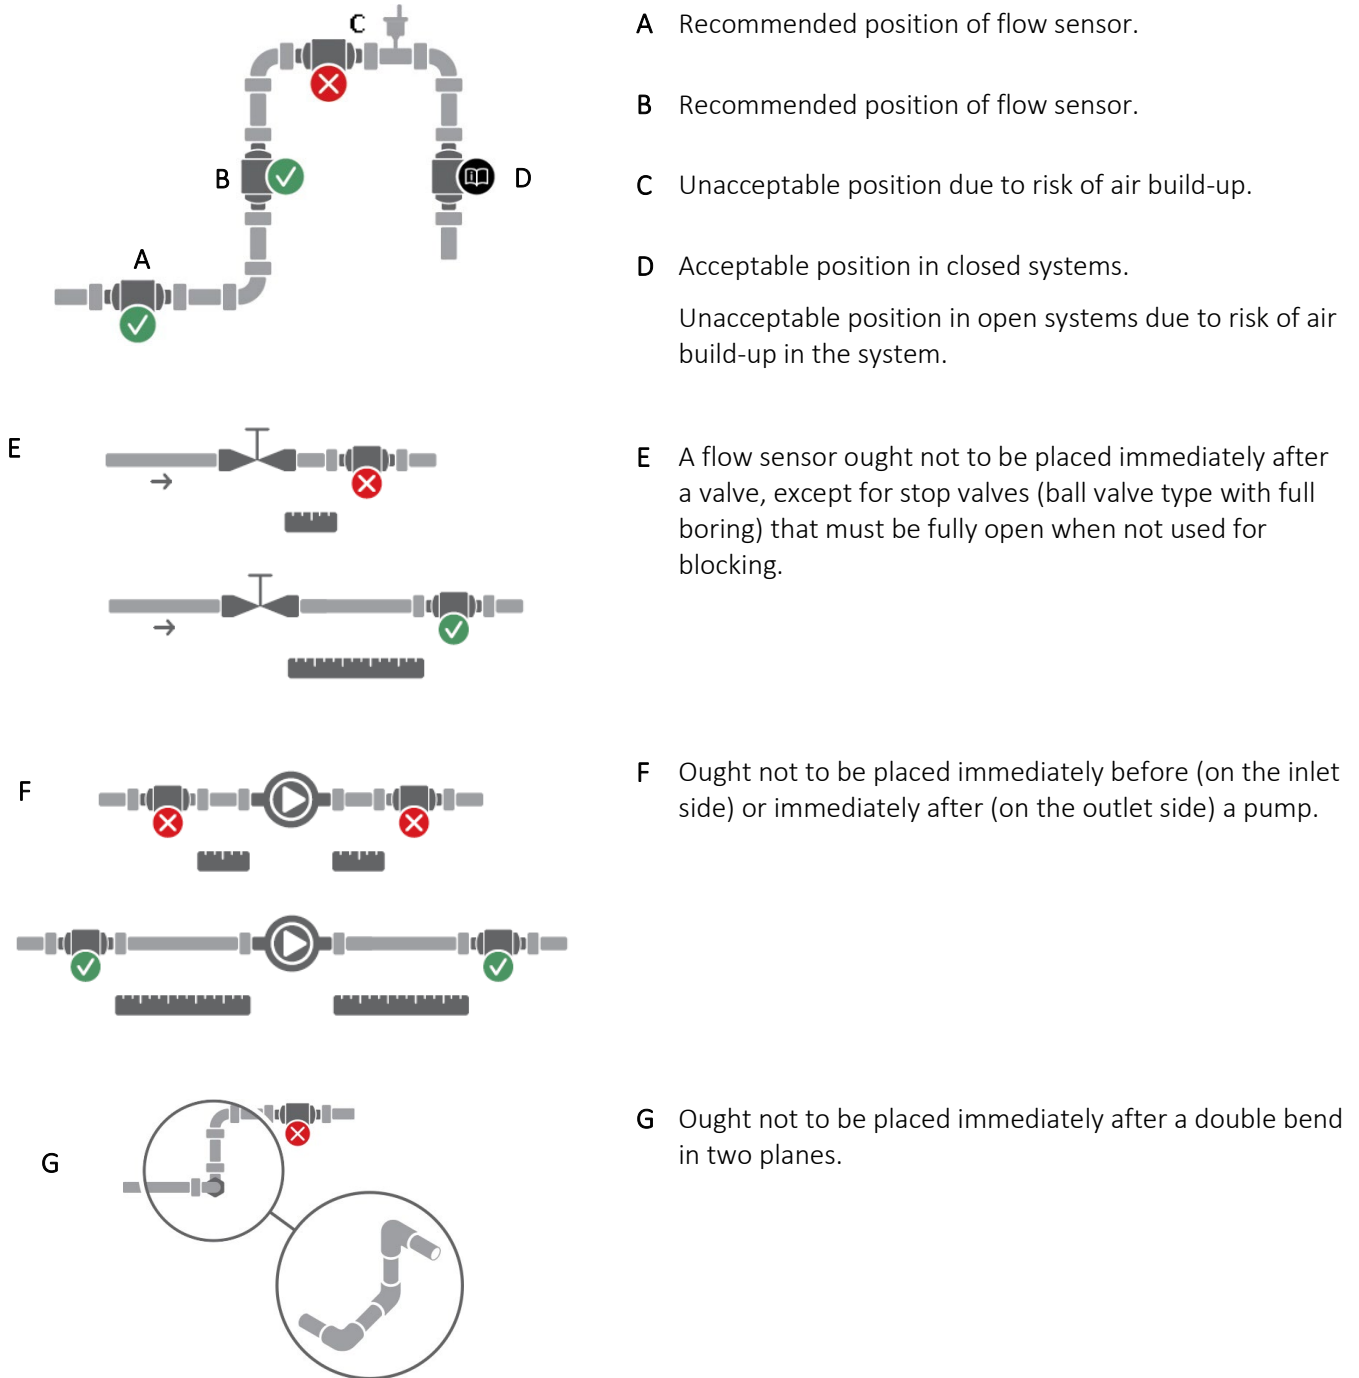 C
B
D
A
E
F
G
A Recommended position of flow sensor.
B Recommended position of flow sensor.
C Unacceptable position due to risk of air build-up.
D Acceptable position in closed systems.
Unacceptable position in open systems due to risk of air
build-up in the system.
E A flow sensor ought not to be placed immediately after
a valve, except for stop valves (ball valve type with full
boring) that must be fully open when not used for
blocking.
F Ought not to be placed immediately before (on the inlet
side) or immediately after (on the outlet side) a pump.
G Ought not to be placed immediately after a double bend
in two planes.